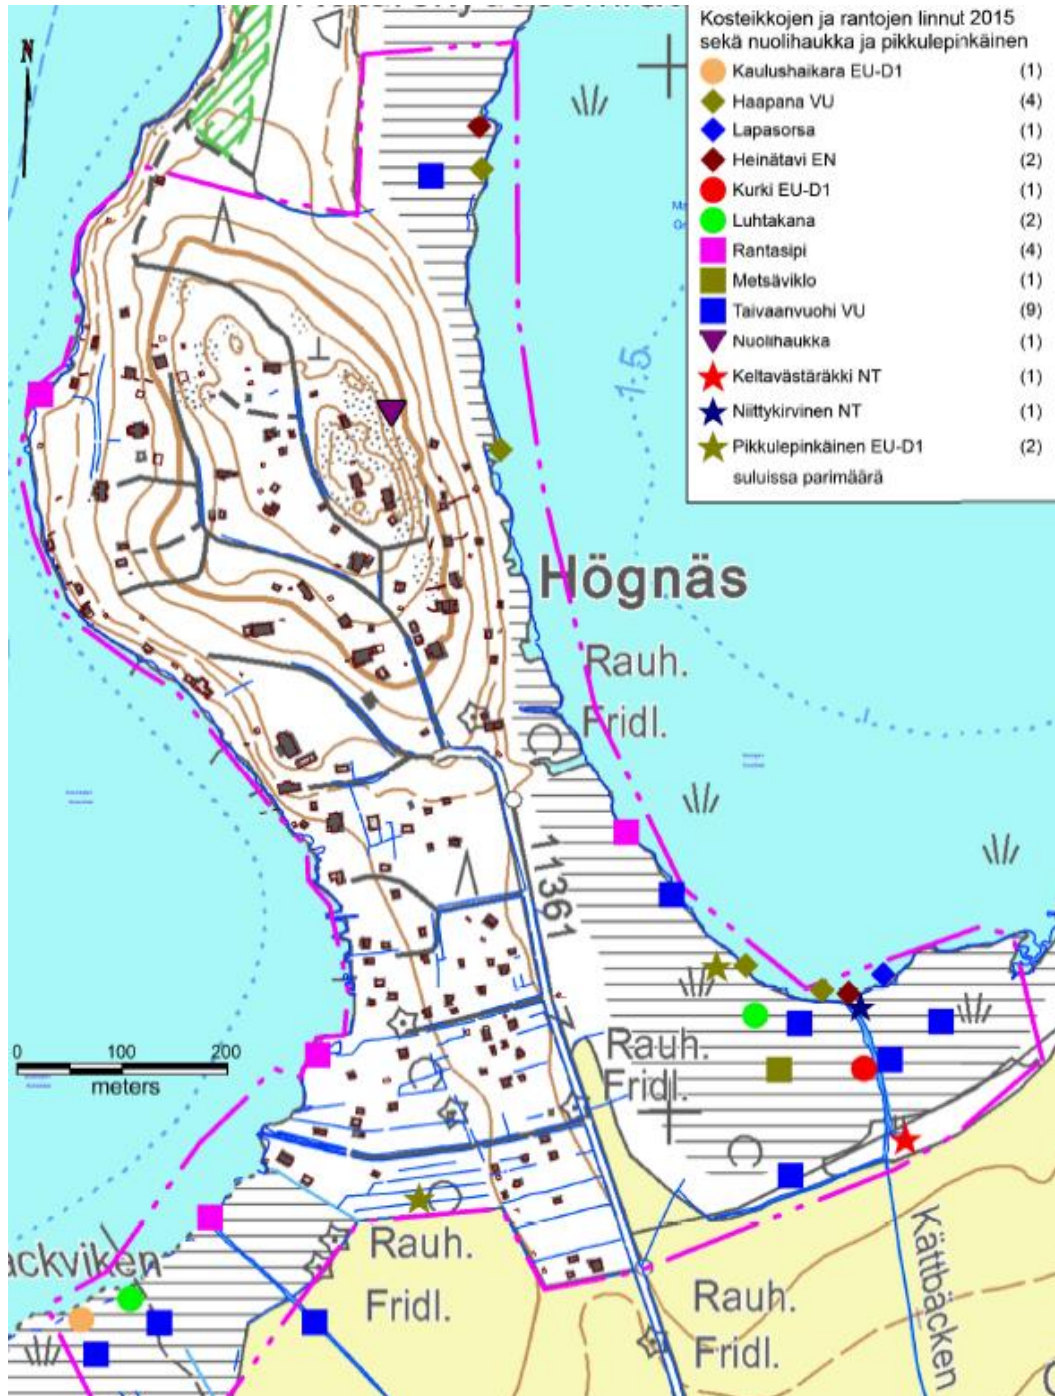 Kosteikkojen ja rantojen linnut 2015
sekä nuolihaukka ja pikkulepinkäinen
Kaulushaikara EU-D1 (1)
Haapana VU (4)
Lapasorsa (1)
Heinätavi EN (2)
Kurki EU-D1 (1)
Luhtakana (2)
Rantasipi (4)
Metsäviklo (1)
Taivaanvuohi VU (9)
Nuolihaukka (1)
Keltavästäräkki NT (1)
Niittykirvinen NT (1)
Pikkulepinkäinen EU-D1 (2)
suluissa parimäärä
N
1.5
Högnäs
Rauh.
Fridl.
11361
Rauh.
Fridl.
0 100 200
meters
Rauh.
Fridl.
ackviken
Rauh.
Fridl.
Kättbäcken